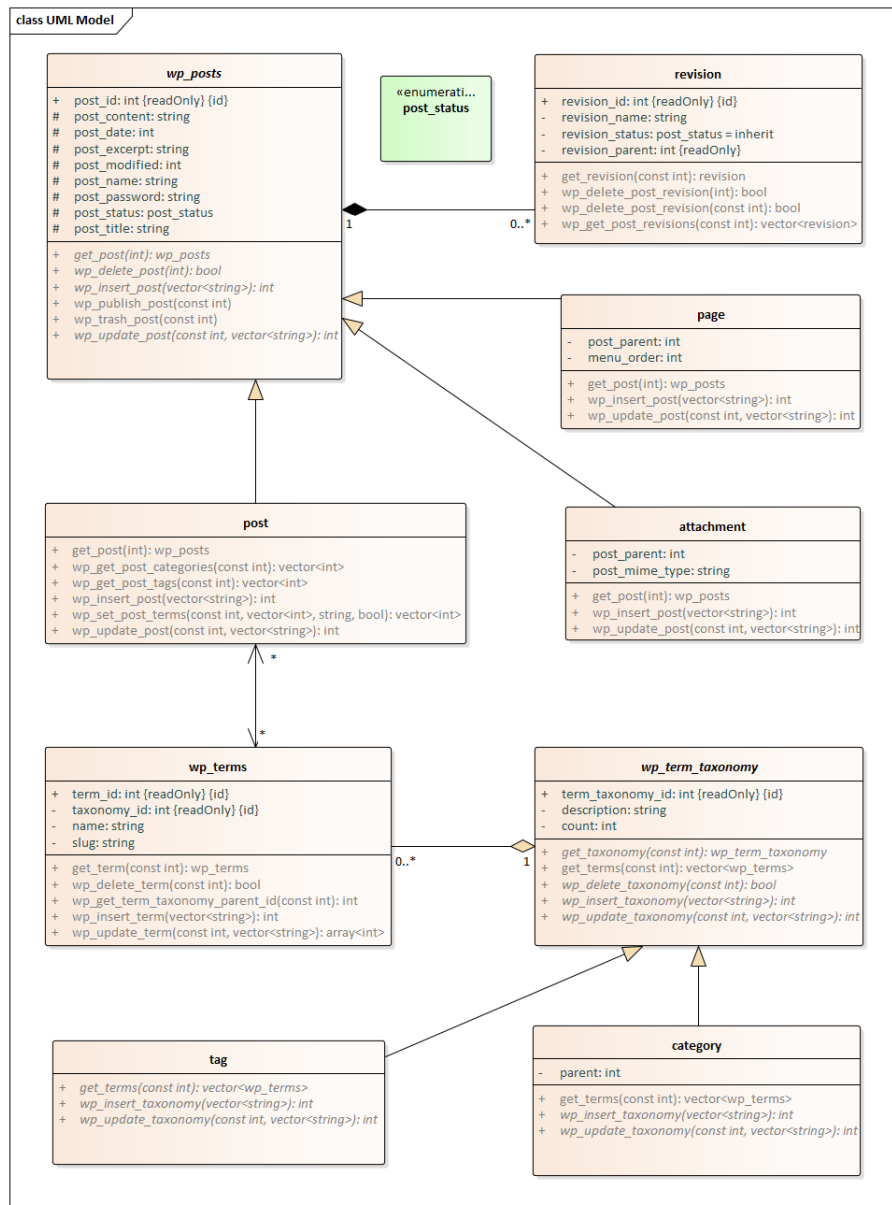 class UML Model
wp_posts
+ post_id: int {readOnly} {id}
# post_content: string
# post_date: int
# post_excerpt: string
# post_modified: int
# post_name: string
# post_password: string
# post_status: post_status
# post_title: string
+ get_post(int): wp_posts
+ wp_delete_post(int): bool
+ wp_insert_post(vector<string>): int
+ wp_publish_post(const int)
+ wp_trash_post(const int)
+ wp_update_post(const int, vector<string>): int
«enumerati...
post_status
revision
+ revision_id: int {readOnly} {id}
- revision_name: string
- revision_status: post_status = inherit
- revision_parent: int {readOnly}
+ get_revision(const int): revision
+ wp_delete_post_revision(int): bool
+ wp_delete_post_revision(const int): bool
+ wp_get_post_revisions(const int): vector<revision>
1
0..*
page
- post_parent: int
- menu_order: int
+ get_post(int): wp_posts
+ wp_insert_post(vector<string>): int
+ wp_update_post(const int, vector<string>): int
post
+ get_post(int): wp_posts
+ wp_get_post_categories(const int): vector<int>
+ wp_get_post_tags(const int): vector<int>
+ wp_insert_post(vector<string>): int
+ wp_set_post_terms(const int, vector<int>, string, bool): vector<int>
+ wp_update_post(const int, vector<string>): int
attachment
- post_parent: int
- post_mime_type: string
+ get_post(int): wp_posts
+ wp_insert_post(vector<string>): int
+ wp_update_post(const int, vector<string>): int
*
*
wp_terms
+ term_id: int {readOnly} {id}
- taxonomy_id: int {readOnly} {id}
- name: string
- slug: string
+ get_term(const int): wp_terms
+ wp_delete_term(const int): bool
+ wp_get_term_taxonomy_parent_id(const int): int
+ wp_insert_term(vector<string>): int
+ wp_update_term(const int, vector<string>): array<int>
0..*
1
wp_term_taxonomy
+ term_taxonomy_id: int {readOnly} {id}
- description: string
- count: int
+ get_taxonomy(const int): wp_term_taxonomy
+ get_terms(const int): vector<wp_terms>
+ wp_delete_taxonomy(const int): bool
+ wp_insert_taxonomy(vector<string>): int
+ wp_update_taxonomy(const int, vector<string>): int
tag
+ get_terms(const int): vector<wp_terms>
+ wp_insert_taxonomy(vector<string>): int
+ wp_update_taxonomy(const int, vector<string>): int
category
- parent: int
+ get_terms(const int): vector<wp_terms>
+ wp_insert_taxonomy(vector<string>): int
+ wp_update_taxonomy(const int, vector<string>): int